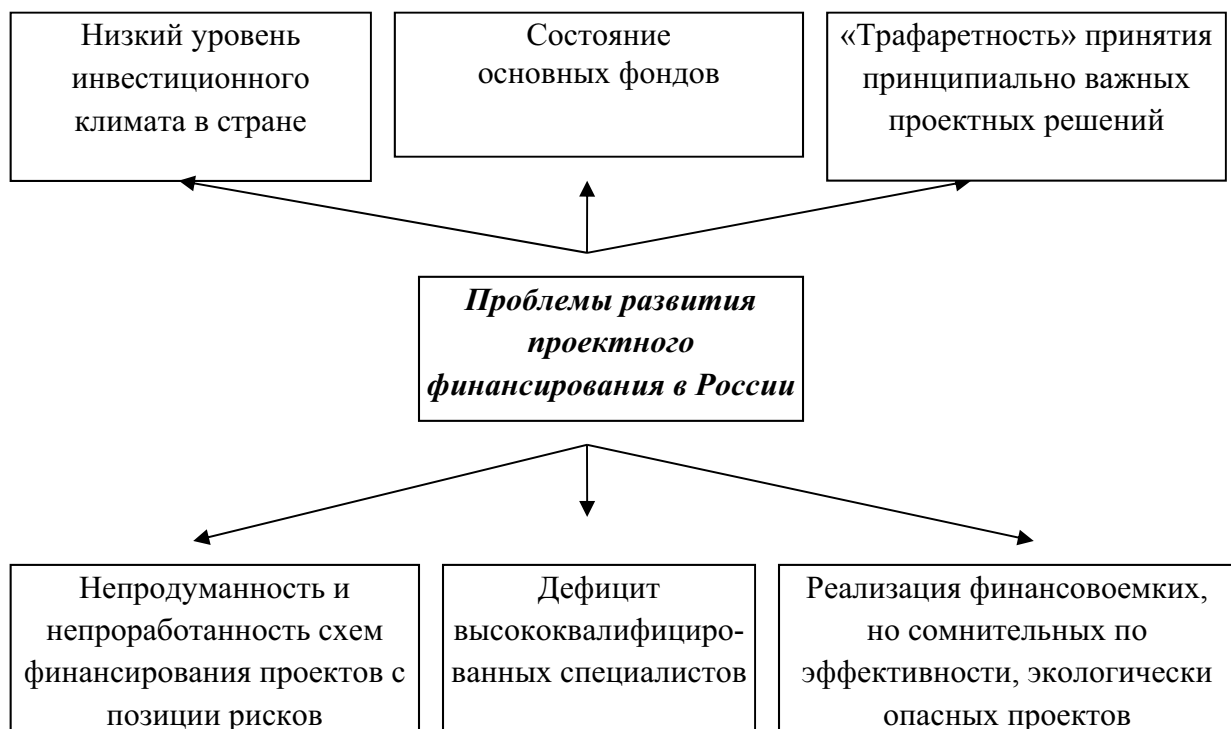 Низкий уровень
инвестиционного
климата в стране
Состояние
основных фондов
«Трафаретность» принятия
принципиально важных
проектных решений
Проблемы развития
проектного
финансирования в России
Непродуманность и
непроработанность схем
финансирования проектов с
позиции рисков
Дефицит
высококвалифициро-
ванных специалистов
Реализация финансовоемких,
но сомнительных по
эффективности, экологически
опасных проектов